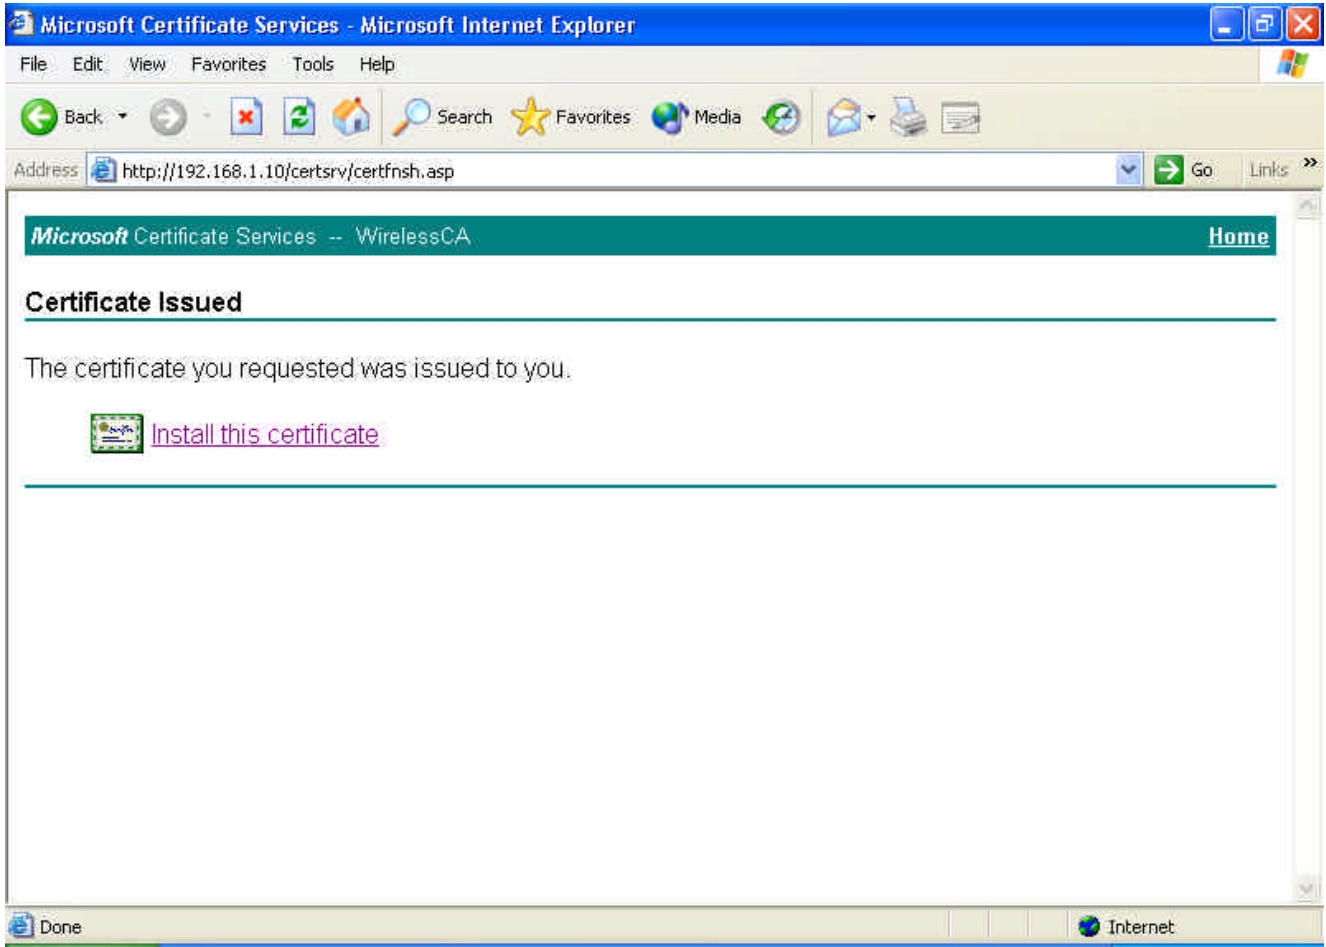 Microsoft Certificate Services - Microsoft Internet Explorer
File Edit View Favorites Tools Help
Back Search Favorites Media
Address http://192.168.1.10/certsrv/certfnsh.asp Go Links »
Microsoft Certificate Services -- WirelessCA Home
Certificate Issued
The certificate you requested was issued to you.
Install this certificate
Done Internet